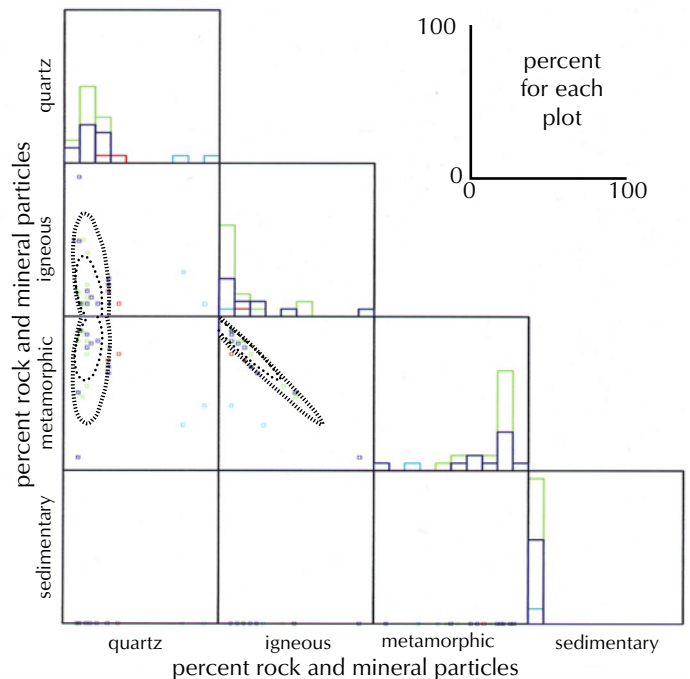 100
percent
for each
plot
0
0 100
quartz
igneous
metamorphic
sedimentary
percent rock and mineral particles
quartz igneous metamorphic sedimentary
percent rock and mineral particles